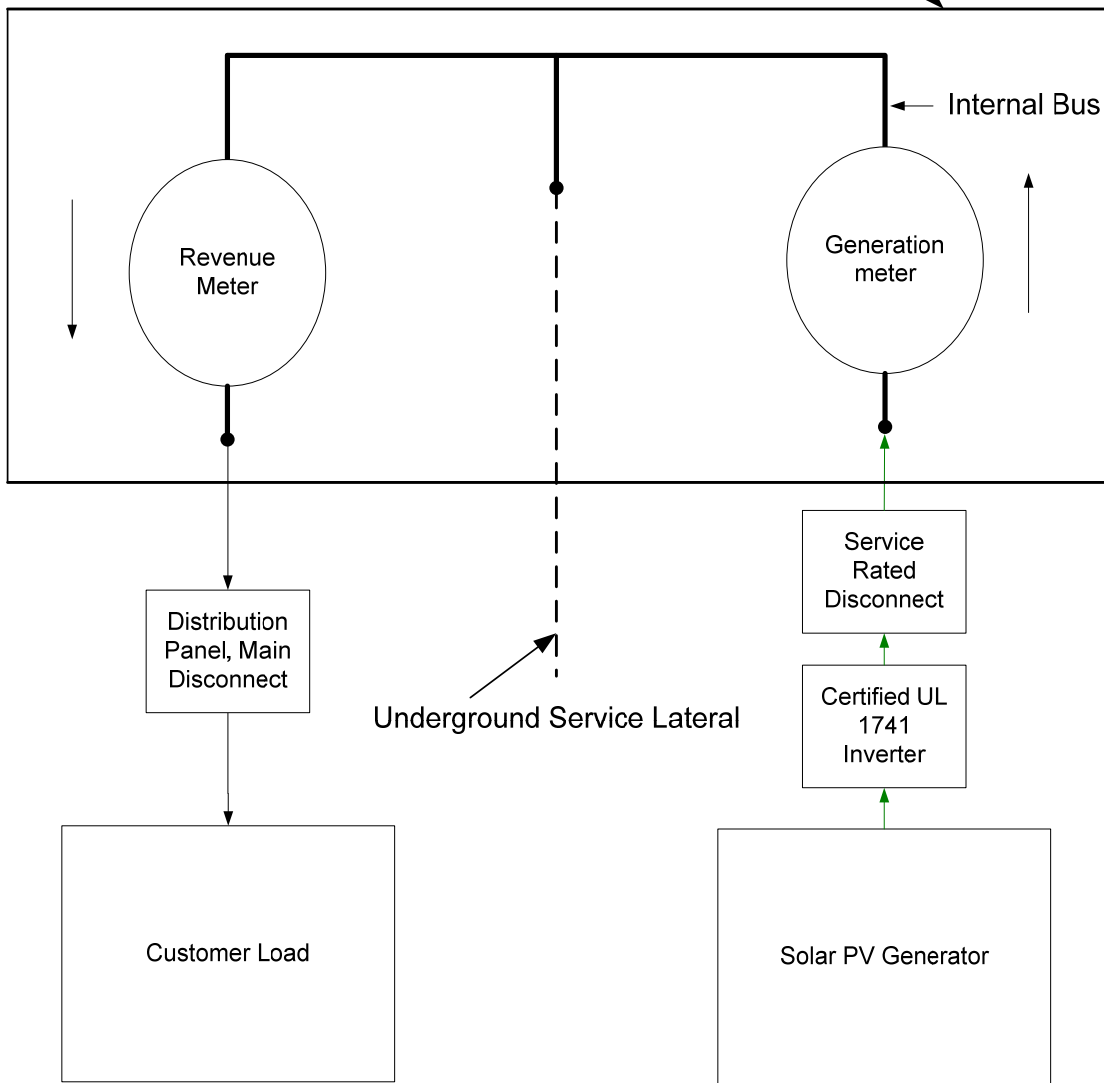 Internal Bus
Revenue
Meter
Generation
meter
Service
Rated
Disconnect
Distribution
Panel, Main
Disconnect
Underground Service Lateral
Certified UL
1741
Inverter
Customer Load
Solar PV Generator